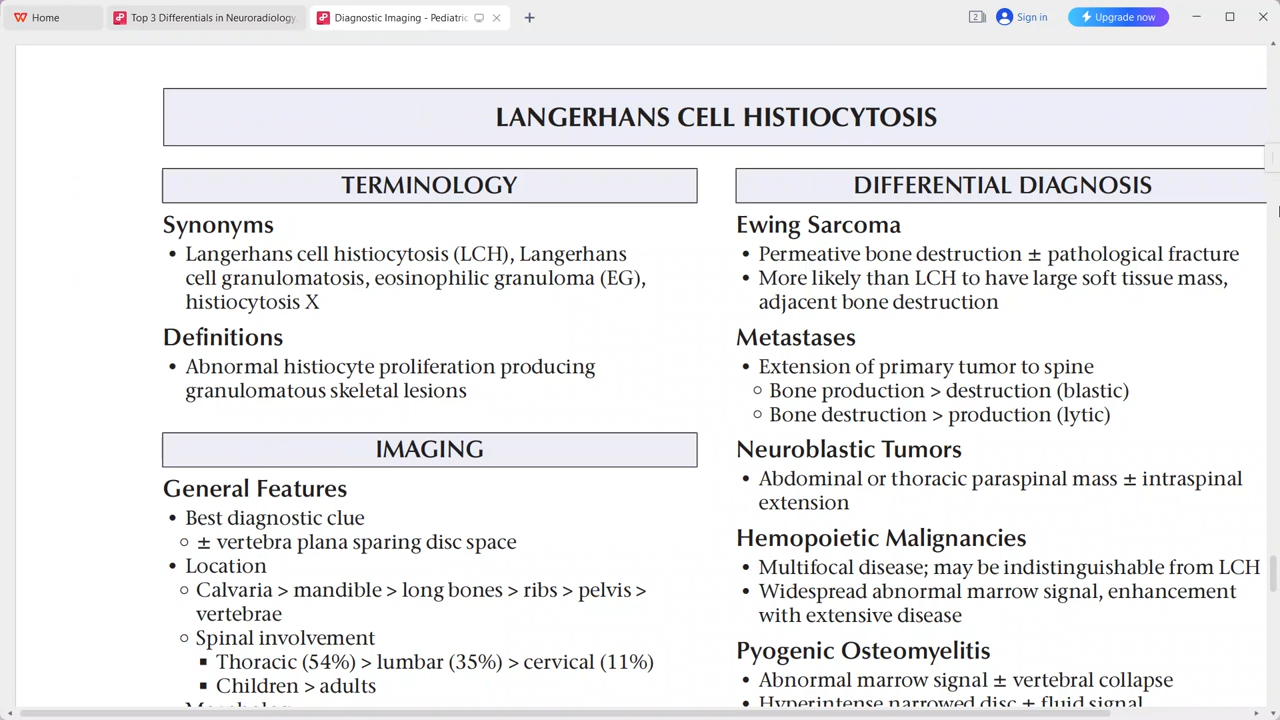 Home
Top 3 Differentials in Neuroradiology.
Diagnostic Imaging - Pediatric
2
Sign in
Upgrade now
LANGERHANS CELL HISTIOCYTOSIS
TERMINOLOGY
Synonyms
• Langerhans cell histiocytosis (LCH), Langerhans
cell granulomatosis, eosinophilic granuloma (EG),
histiocytosis X
Definitions
• Abnormal histiocyte proliferation producing
granulomatous skeletal lesions
IMAGING
General Features
• Best diagnostic clue
○ ± vertebra plana sparing disc space
• Location
○ Calvaria > mandible > long bones > ribs > pelvis >
vertebrae
○ Spinal involvement
▪ Thoracic (54%) > lumbar (35%) > cervical (11%)
▪ Children > adults
DIFFERENTIAL DIAGNOSIS
Ewing Sarcoma
• Permeative bone destruction ± pathological fracture
• More likely than LCH to have large soft tissue mass,
adjacent bone destruction
Metastases
• Extension of primary tumor to spine
○ Bone production > destruction (blastic)
○ Bone destruction > production (lytic)
Neuroblastic Tumors
• Abdominal or thoracic paraspinal mass ± intraspinal
extension
Hemopoietic Malignancies
• Multifocal disease; may be indistinguishable from LCH
• Widespread abnormal marrow signal, enhancement
with extensive disease
Pyogenic Osteomyelitis
• Abnormal marrow signal ± vertebral collapse
• Hyperintense narrowed disc ± fluid signal